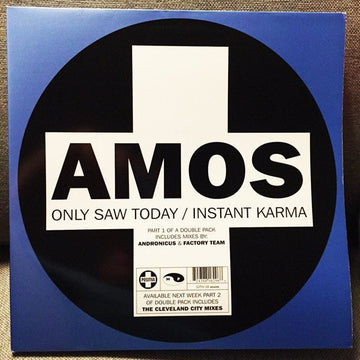 AMOS
ONLY SAW TODAY / INSTANT KARMA
PART 1 OF A DOUBLE PACK
INCLUDES MIXES BY:
ANDRONICUS & FACTORY TEAM
POSITIVA
AVAILABLE NEXT WEEK PART 2
OF DOUBLE PACK INCLUDES
THE CLEVELAND CITY MIXES